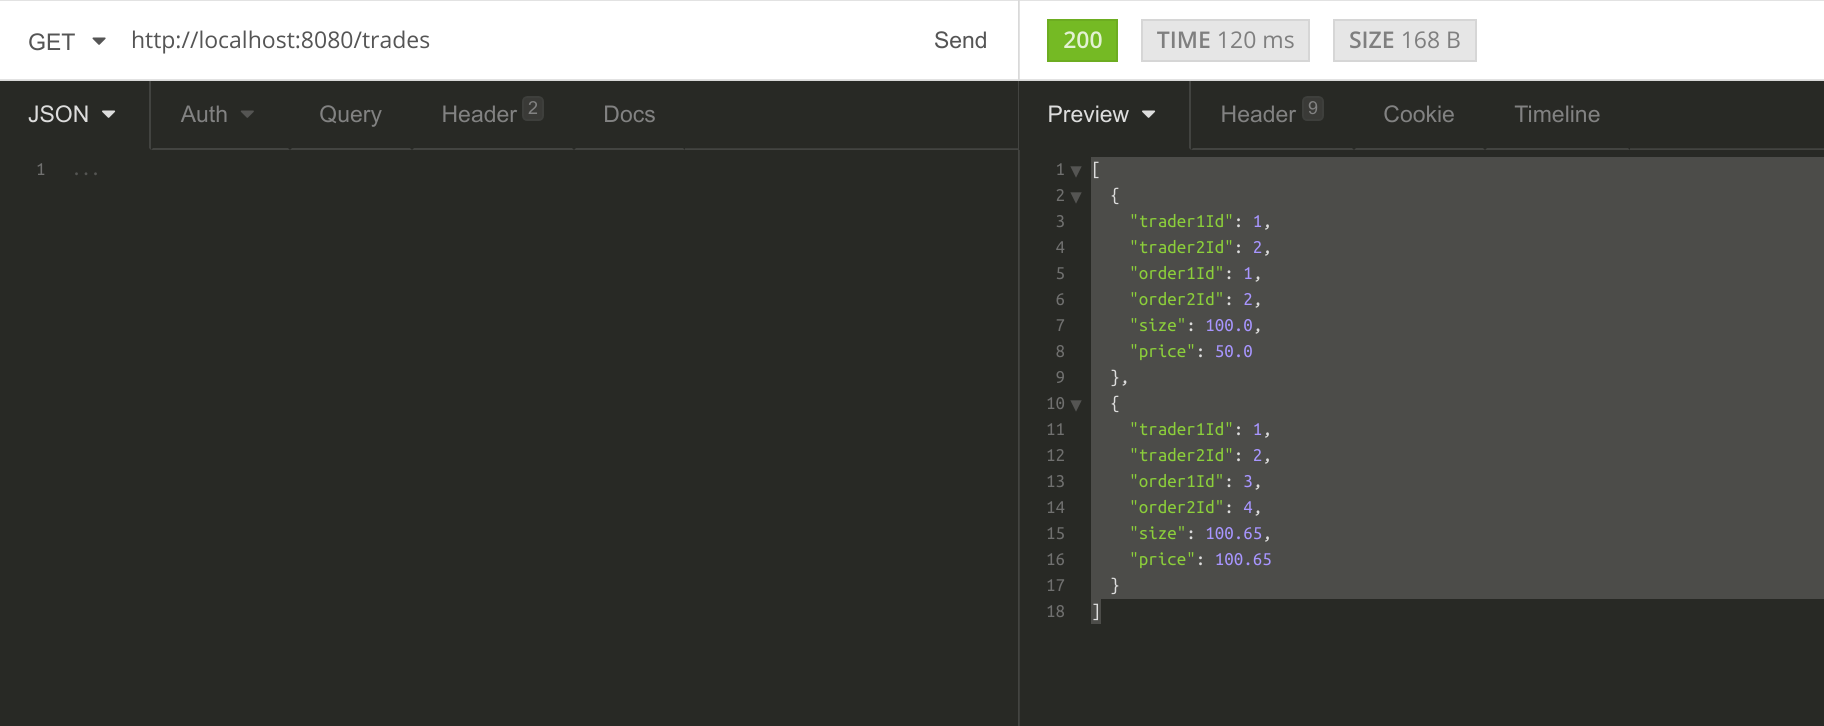 GET http://localhost:8080/trades Send 200 TIME 120 ms SIZE 168 B
JSON Auth Query Header 2 Docs Preview Header 9 Cookie Timeline
1 ...
1 [
2 {
3 "trader1Id": 1,
4 "trader2Id": 2,
5 "order1Id": 1,
6 "order2Id": 2,
7 "size": 100.0,
8 "price": 50.0
9 },
10 {
11 "trader1Id": 1,
12 "trader2Id": 2,
13 "order1Id": 3,
14 "order2Id": 4,
15 "size": 100.65,
16 "price": 100.65
17 }
18 ]